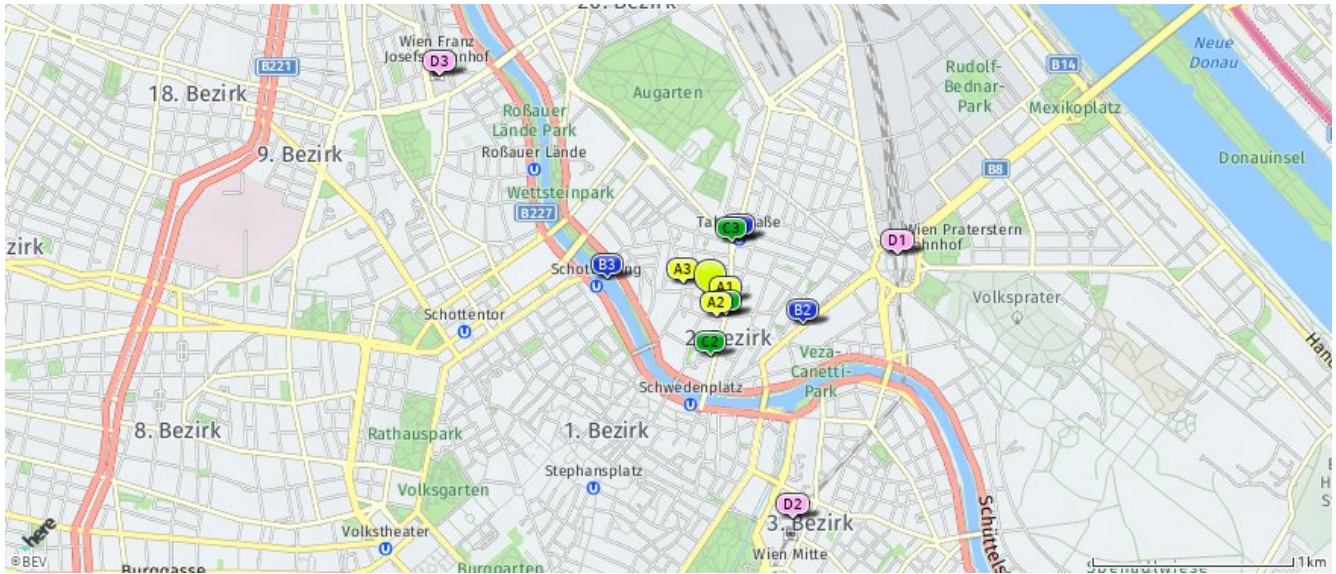 20. Bezirk
Wien Franz
Josefs-Bahnhof
D3
B221
18. Bezirk
9. Bezirk
Augarten
Roßauer
Lände Park
Roßauer Lände
Wettsteinpark
B227
Rudolf-
Bednar-
Park
B14
Neue
Donau
Mexikoplatz
B8
Donauinsel
C3
D1
Wien Praterstern
Bahnhof
B3
A3
A1
A2
B2
Volksprater
Schottentor
2. Bezirk
C2
Veza-
Canetti-
Park
Schwedenplatz
8. Bezirk
Rathauspark
1. Bezirk
Stephansplatz
Volksgarten
Volkstheater
D2
3. Bezirk
Wien Mitte
here
© BEV
Burggasse
Burggarten
1 km